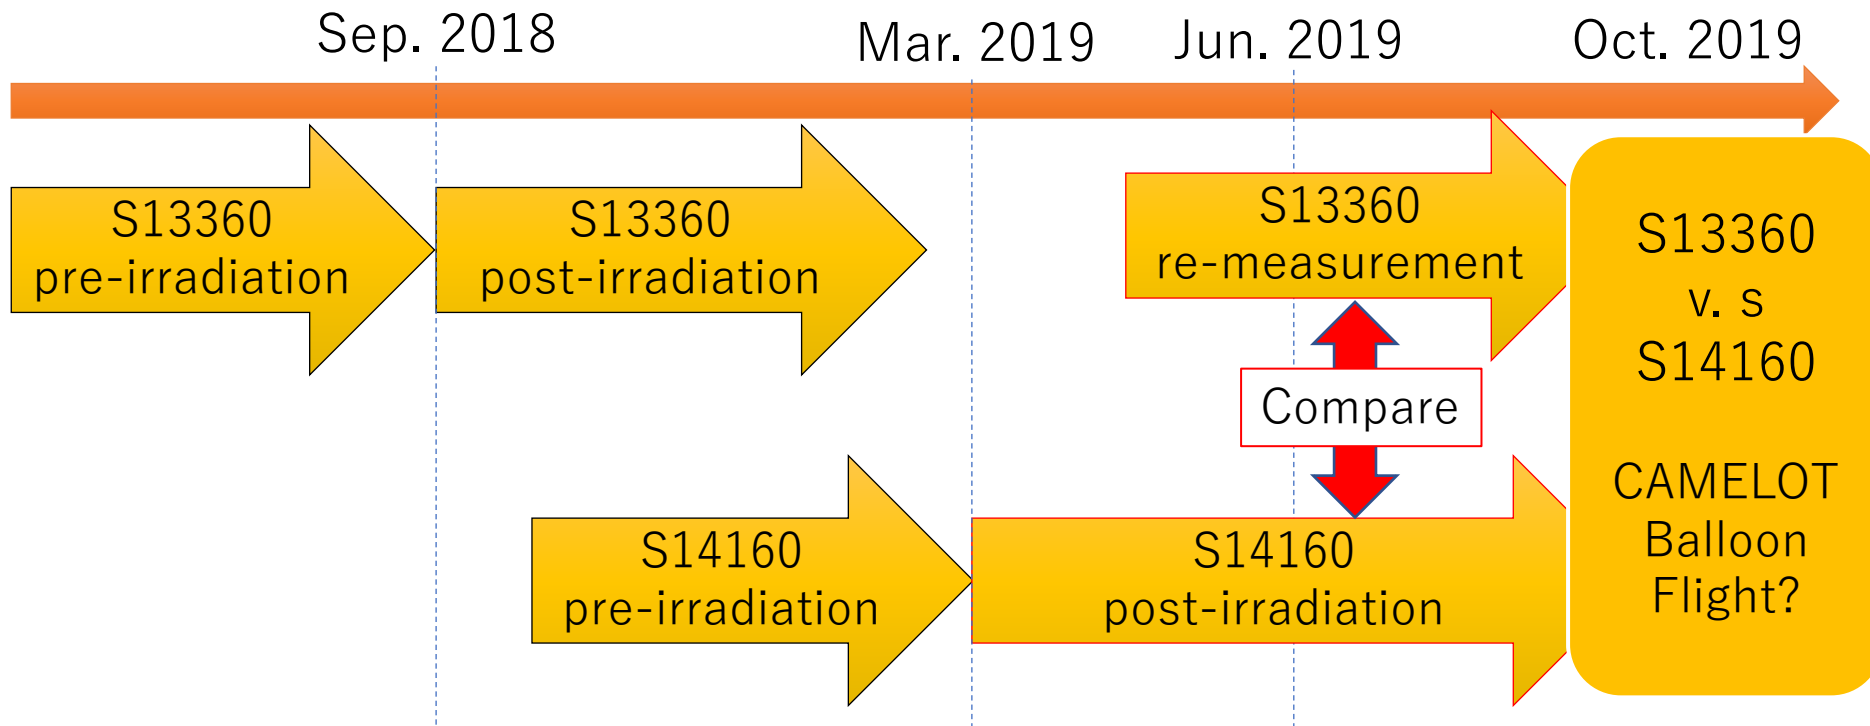 Sep. 2018
Mar. 2019
Jun. 2019
Oct. 2019
S13360
pre-irradiation
S13360
post-irradiation
S13360
re-measurement
Compare
S14160
pre-irradiation
S14160
post-irradiation
S13360
v. s
S14160
CAMELOT
Balloon
Flight?